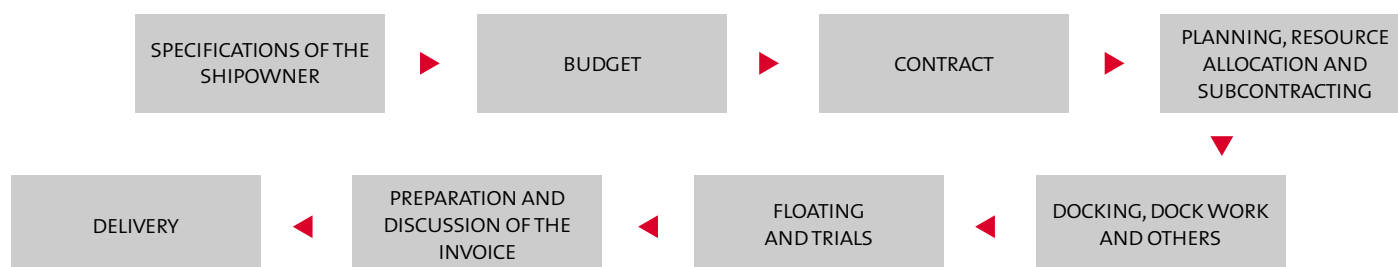 SPECIFICATIONS OF THE
SHIPOWNER
BUDGET
CONTRACT
PLANNING, RESOURCE
ALLOCATION AND
SUBCONTRACTING
DOCKING, DOCK WORK
AND OTHERS
FLOATING
AND TRIALS
PREPARATION AND
DISCUSSION OF THE
INVOICE
DELIVERY